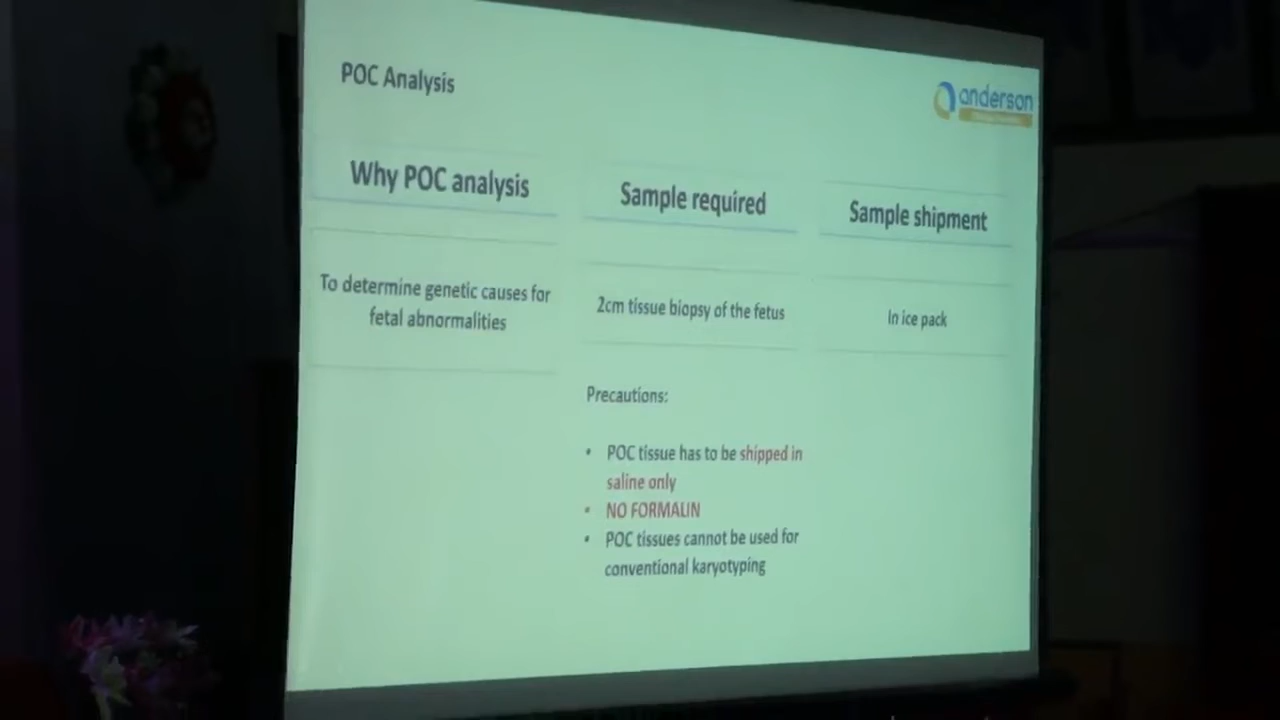 POC Analysis
anderson
Why POC analysis
Sample required
Sample shipment
To determine genetic causes for
fetal abnormalities
2cm tissue biopsy of the fetus
In ice pack
Precautions:
• POC tissue has to be shipped in
saline only
• NO FORMALIN
• POC tissues cannot be used for
conventional karyotyping